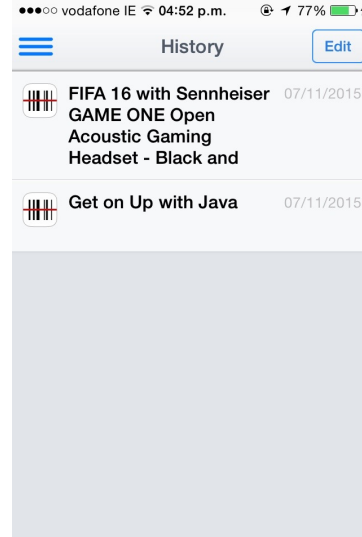 vodafone IE 04:52 p.m. 77%
History Edit
FIFA 16 with Sennheiser 07/11/2015
GAME ONE Open
Acoustic Gaming
Headset - Black and
Get on Up with Java 07/11/2015